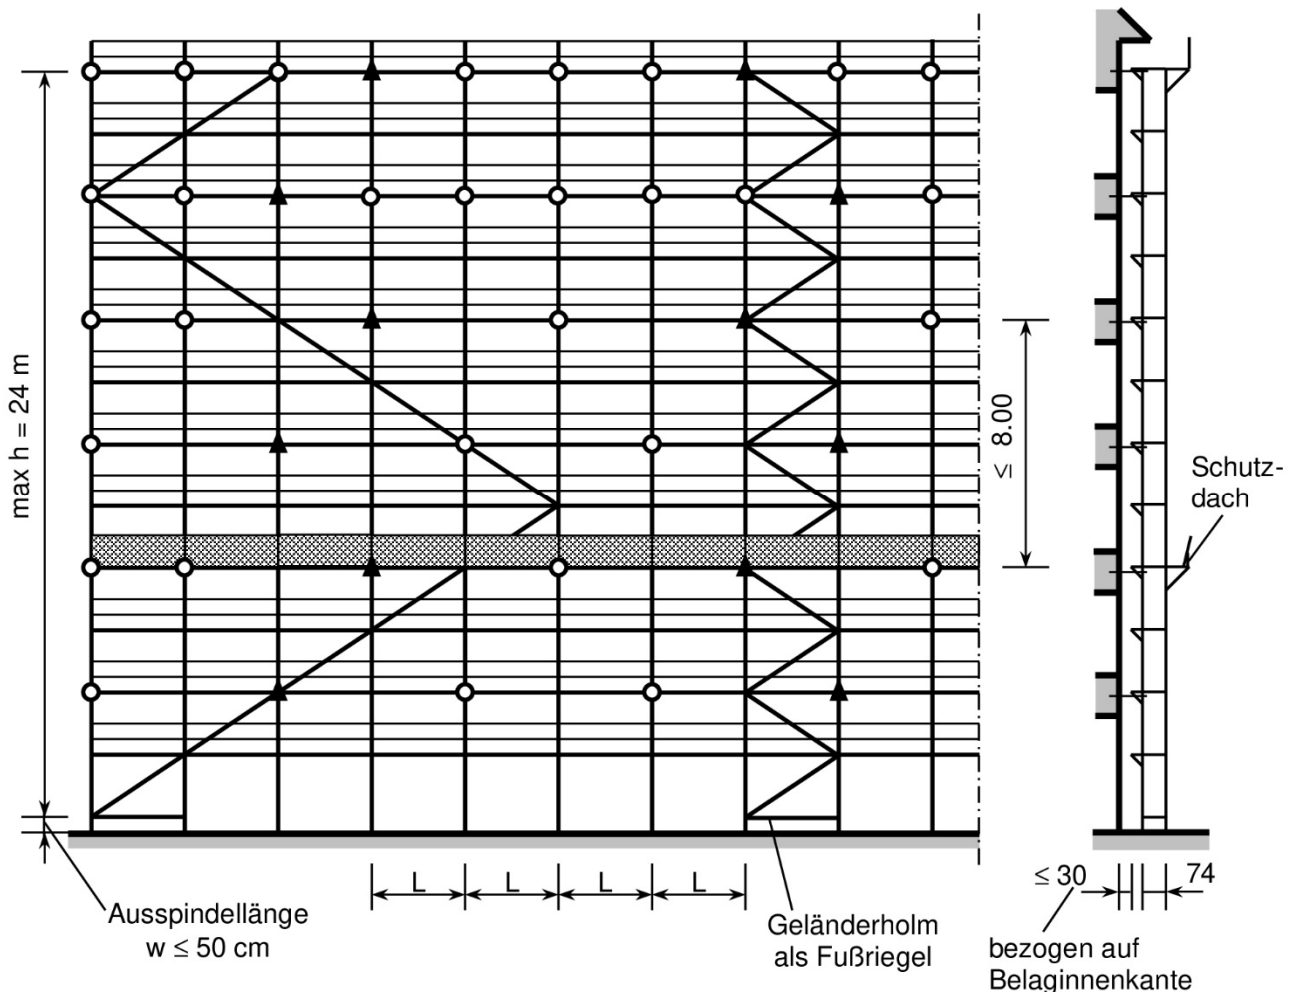 max h = 24 m
≤ 8.00
Schutz-
dach
L
L
L
L
≤ 30
74
Ausspindellänge
w ≤ 50 cm
Geländerholm
als Fußriegel
bezogen auf
Belaginnenkante